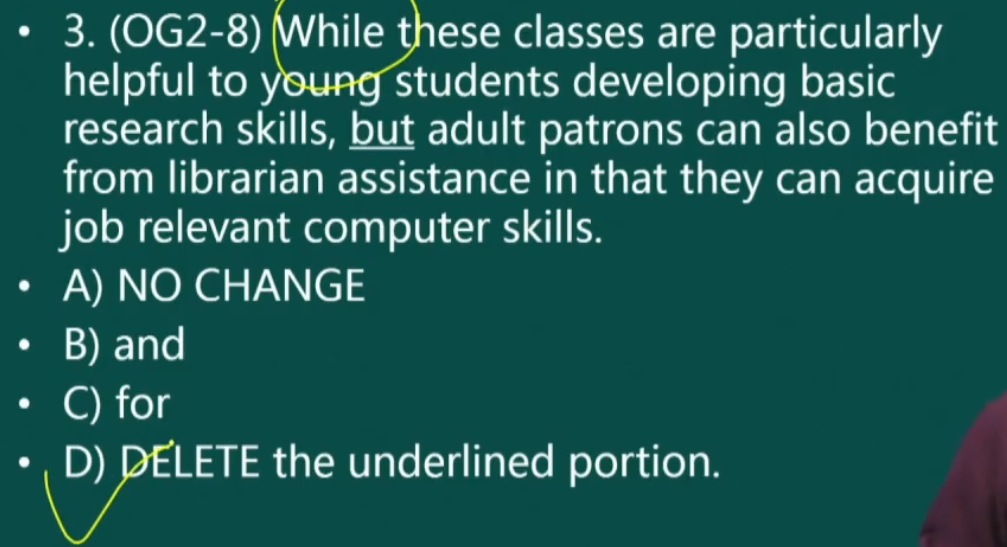 • 3. (OG2-8) While these classes are particularly
helpful to young students developing basic
research skills, but adult patrons can also benefit
from librarian assistance in that they can acquire
job relevant computer skills.
• A) NO CHANGE
• B) and
• C) for
• D) DELETE the underlined portion.